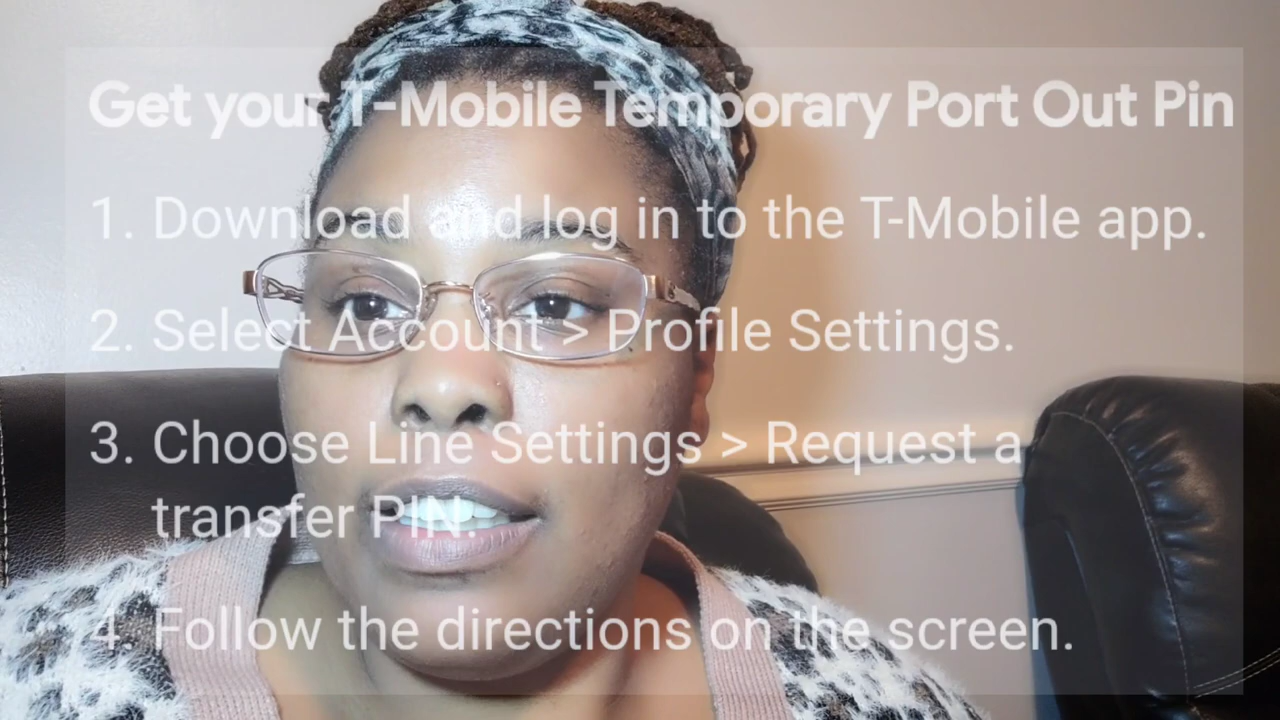 Get your T-Mobile Temporary Port Out Pin
1. Download and log in to the T-Mobile app.
2. Select Account > Profile Settings.
3. Choose Line Settings > Request a
transfer PIN.
4. Follow the directions on the screen.